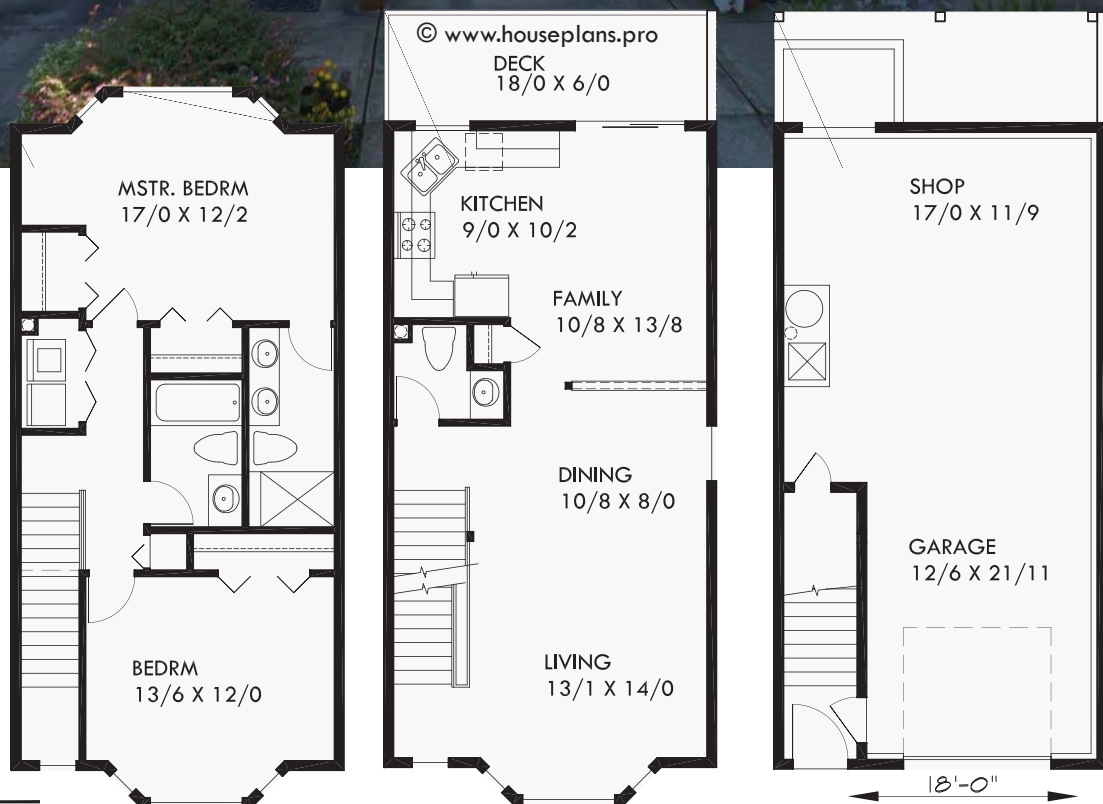 MSTR. BEDRM
17/0 X 12/2
BEDRM
13/6 X 12/0
© www.houseplans.pro
DECK
18/0 X 6/0
KITCHEN
9/0 X 10/2
FAMILY
10/8 X 13/8
DINING
10/8 X 8/0
LIVING
13/1 X 14/0
SHOP
17/0 X 11/9
GARAGE
12/6 X 21/11
18'-0"